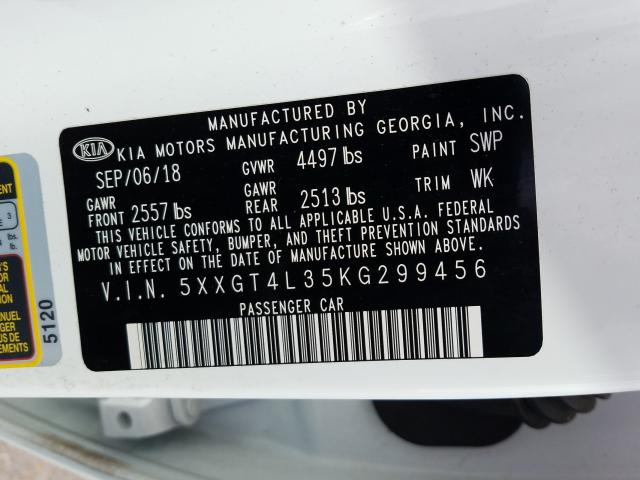 MANUFACTURED BY
KIA KIA MOTORS MANUFACTURING GEORGIA, INC.
SEP/06/18 GVWR 4497 lbs PAINT SWP
GAWR FRONT 2557 lbs GAWR REAR 2513 lbs TRIM WK
THIS VEHICLE CONFORMS TO ALL APPLICABLE U.S.A. FEDERAL
MOTOR VEHICLE SAFETY, BUMPER, AND THEFT PREVENTION STANDARDS
IN EFFECT ON THE DATE OF MANUFACTURE SHOWN ABOVE.
V.I.N. 5XXGT4L35KG299456
PASSENGER CAR
5120
3